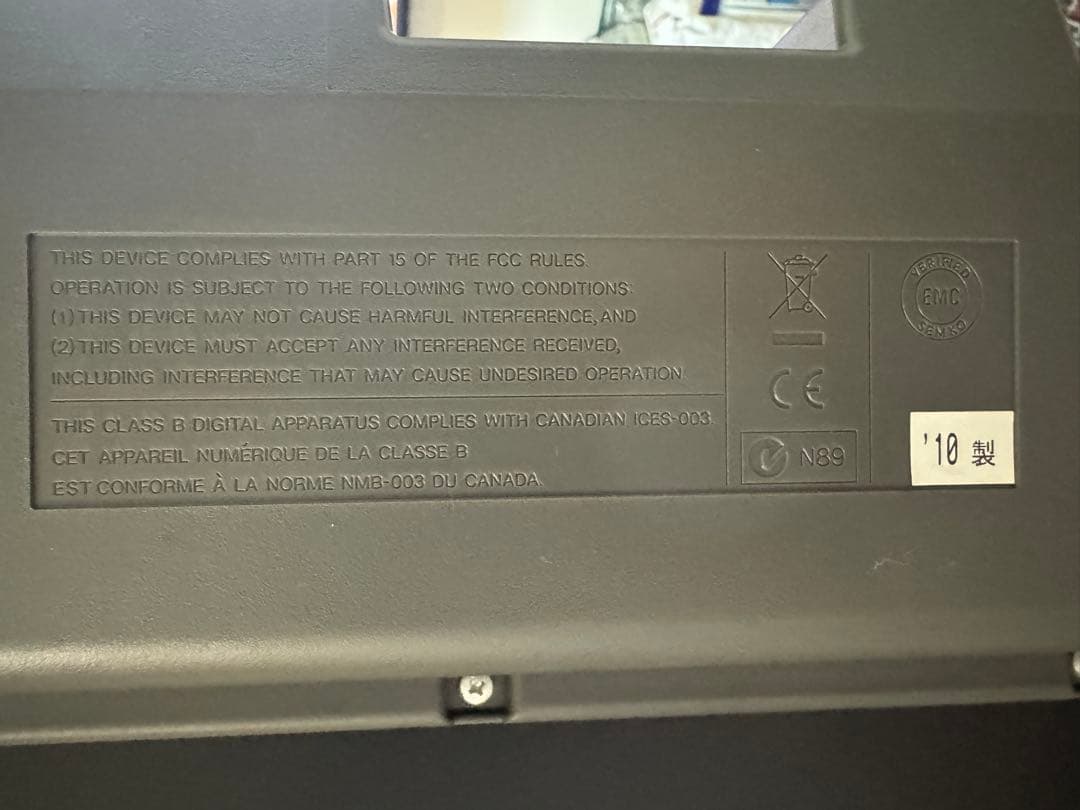 THIS DEVICE COMPLIES WITH PART 15 OF THE FCC RULES.
OPERATION IS SUBJECT TO THE FOLLOWING TWO CONDITIONS:
(1)THIS DEVICE MAY NOT CAUSE HARMFUL INTERFERENCE,AND
(2)THIS DEVICE MUST ACCEPT ANY INTERFERENCE RECEIVED,
INCLUDING INTERFERENCE THAT MAY CAUSE UNDESIRED OPERATION.
THIS CLASS B DIGITAL APPARATUS COMPLIES WITH CANADIAN ICES-003.
CET APPAREIL NUMÉRIQUE DE LA CLASSE B
EST CONFORME À LA NORME NMB-003 DU CANADA.
CE
N89
VERIFIED
EMC
SEMKO
'10 製